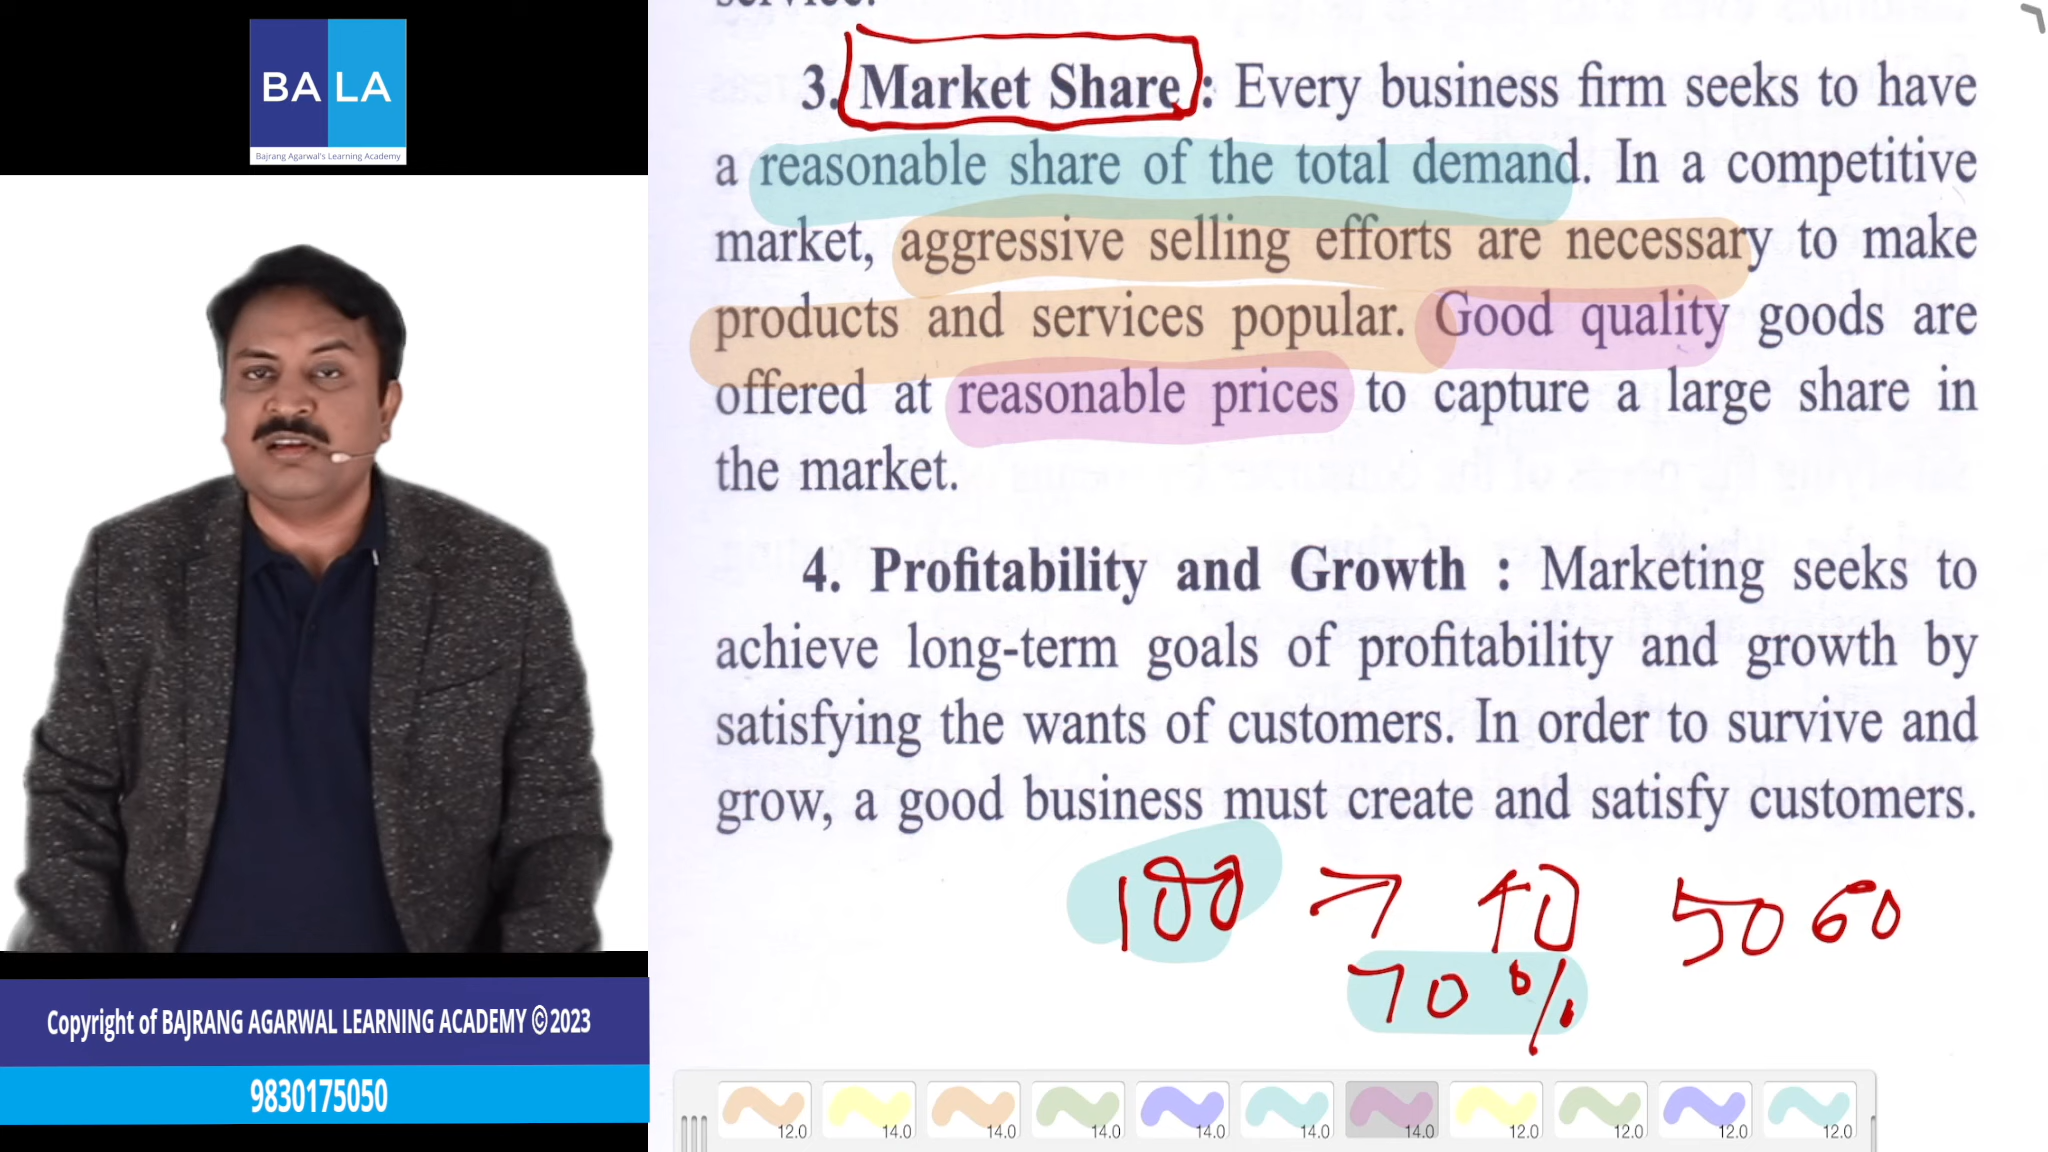 BA LA
Bajrang Agarwal's Learning Academy
service.
3. Market Share : Every business firm seeks to have
a reasonable share of the total demand. In a competitive
market, aggressive selling efforts are necessary to make
products and services popular. Good quality goods are
offered at reasonable prices to capture a large share in
the market.
4. Profitability and Growth : Marketing seeks to
achieve long-term goals of profitability and growth by
satisfying the wants of customers. In order to survive and
grow, a good business must create and satisfy customers.
100 50 60
70%
Copyright of BAJRANG AGARWAL LEARNING ACADEMY ©2023
9830175050
12.0 14.0 14.0 14.0 14.0 14.0 14.0 12.0 12.0 12.0 12.0